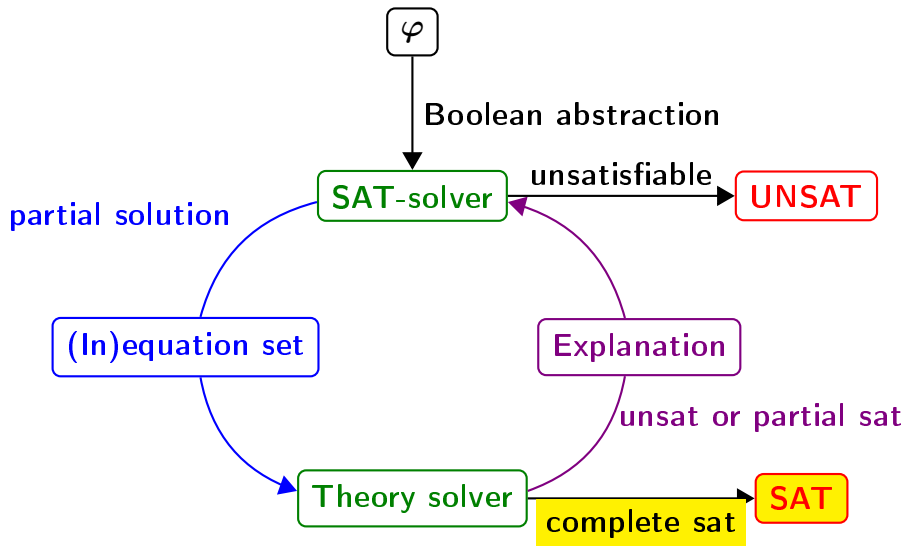 φ
Boolean abstraction
SAT-solver
unsatisfiable
UNSAT
partial solution
(In)equation set
Explanation
unsat or partial sat
Theory solver
complete sat
SAT